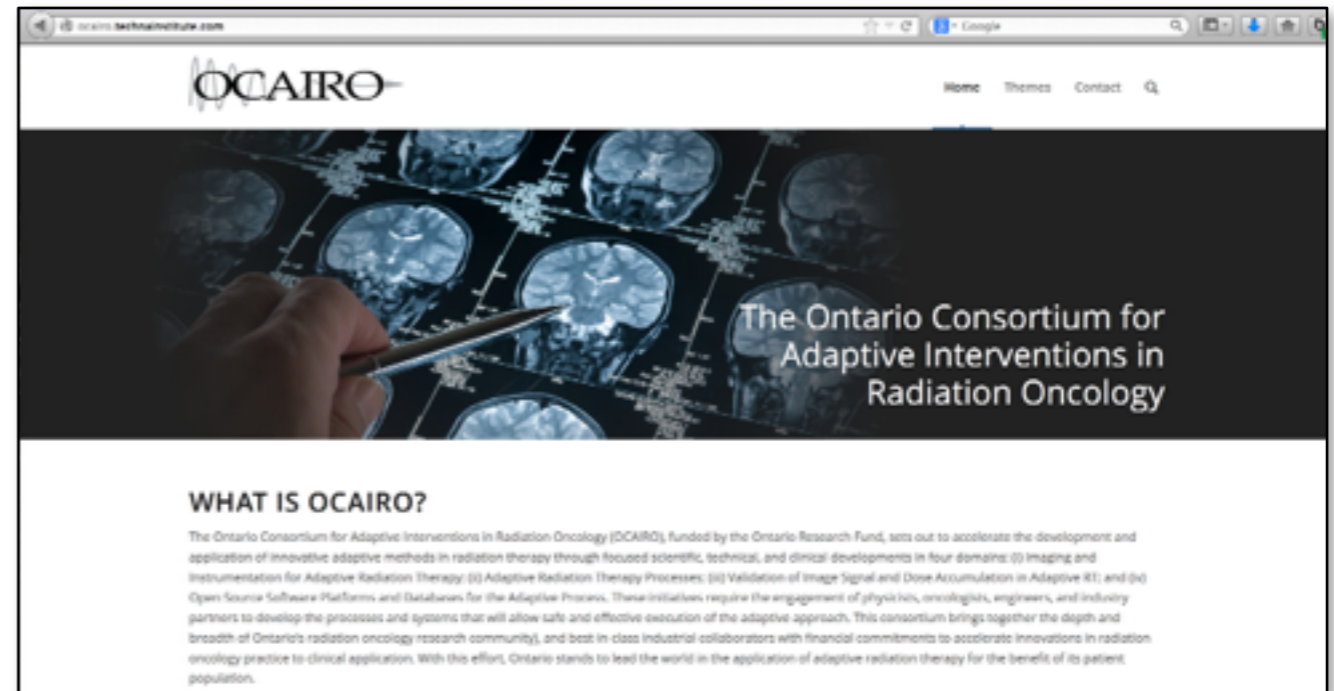 ocairo.technainstitute.com
Google
OCAIRO
Home Themes Contact
The Ontario Consortium for
Adaptive Interventions in
Radiation Oncology
WHAT IS OCAIRO?
The Ontario Consortium for Adaptive Interventions in Radiation Oncology (OCAIRO), funded by the Ontario Research Fund, sets out to accelerate the development and
application of innovative adaptive methods in radiation therapy through focused scientific, technical, and clinical developments in four domains: (i) Imaging and
Instrumentation for Adaptive Radiation Therapy; (ii) Adaptive Radiation Therapy Processes; (iii) Validation of Image Signal and Dose Accumulation in Adaptive RT; and (iv)
Open Source Software Platforms and Databases for the Adaptive Process. These initiatives require the engagement of physicists, oncologists, engineers, and industry
partners to develop the processes and systems that will allow safe and effective execution of the adaptive approach. This consortium brings together the depth and
breadth of Ontario's radiation oncology research community), and best in class industrial collaborators with financial commitments to accelerate innovations in radiation
oncology practice to clinical application. With this effort, Ontario stands to lead the world in the application of adaptive radiation therapy for the benefit of its patient
population.